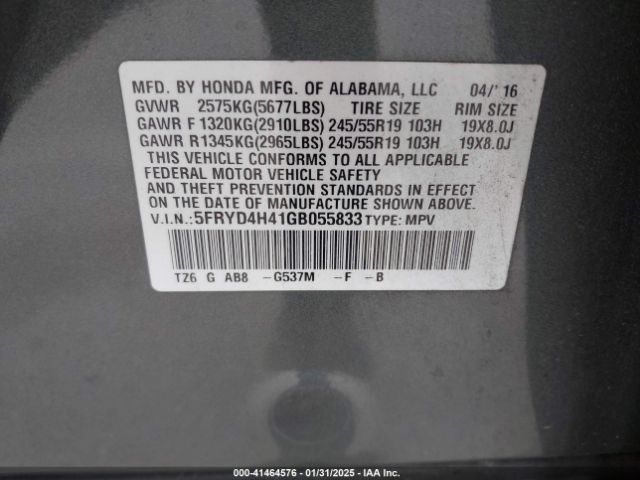 MFD. BY HONDA MFG. OF ALABAMA, LLC 04/'16
GVWR 2575KG(5677LBS) TIRE SIZE RIM SIZE
GAWR F 1320KG(2910LBS) 245/55R19 103H 19X8.0J
GAWR R1345KG(2965LBS) 245/55R19 103H 19X8.0J
THIS VEHICLE CONFORMS TO ALL APPLICABLE
FEDERAL MOTOR VEHICLE SAFETY
AND THEFT PREVENTION STANDARDS IN EFFECT
ON THE DATE OF MANUFACTURE SHOWN ABOVE.
V.I.N.:5FRYD4H41GB055833 TYPE: MPV
TZ6 G AB8 -G537M -F -B
000-41464576 | 01/31/2025 - Copyright © IAA